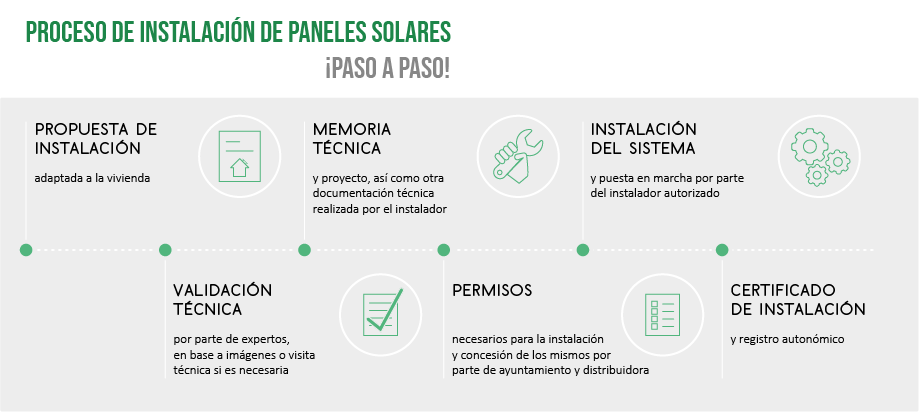 PROCESO DE INSTALACIÓN DE PANELES SOLARES
¡PASO A PASO!
PROPUESTA DE
INSTALACIÓN
adaptada a la vivienda
VALIDACIÓN
TÉCNICA
por parte de expertos,
en base a imágenes o visita
técnica si es necesaria
MEMORIA
TÉCNICA
y proyecto, así como otra
documentación técnica
realizada por el instalador
PERMISOS
necesarios para la instalación
y concesión de los mismos por
parte de ayuntamiento y distribuidora
INSTALACIÓN
DEL SISTEMA
y puesta en marcha por parte
del instalador autorizado
CERTIFICADO
DE INSTALACIÓN
y registro autonómico